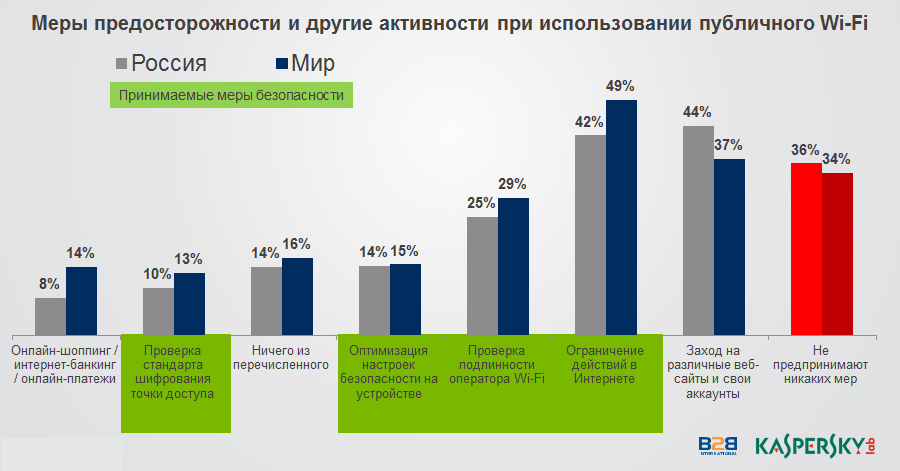 Меры предосторожности и другие активности при использовании публичного Wi-Fi
Россия Мир
Принимаемые меры безопасности
8% 14% 10% 13% 14% 16% 14% 15% 25% 29% 42% 49% 44% 37% 36% 34%
Онлайн-шоппинг /
интернет-банкинг
/ онлайн-платежи
Проверка
стандарта
шифрования
точки доступа
Ничего из
перечисленного
Оптимизация
настроек
безопасности на
устройстве
Проверка
подлинности
оператора Wi-Fi
Ограничение
действий в
Интернете
Заход на
различные веб-
сайты и свои
аккаунты
Не
предпринимают
никаких мер
B2B
INTERNATIONAL
KASPERSKY lab